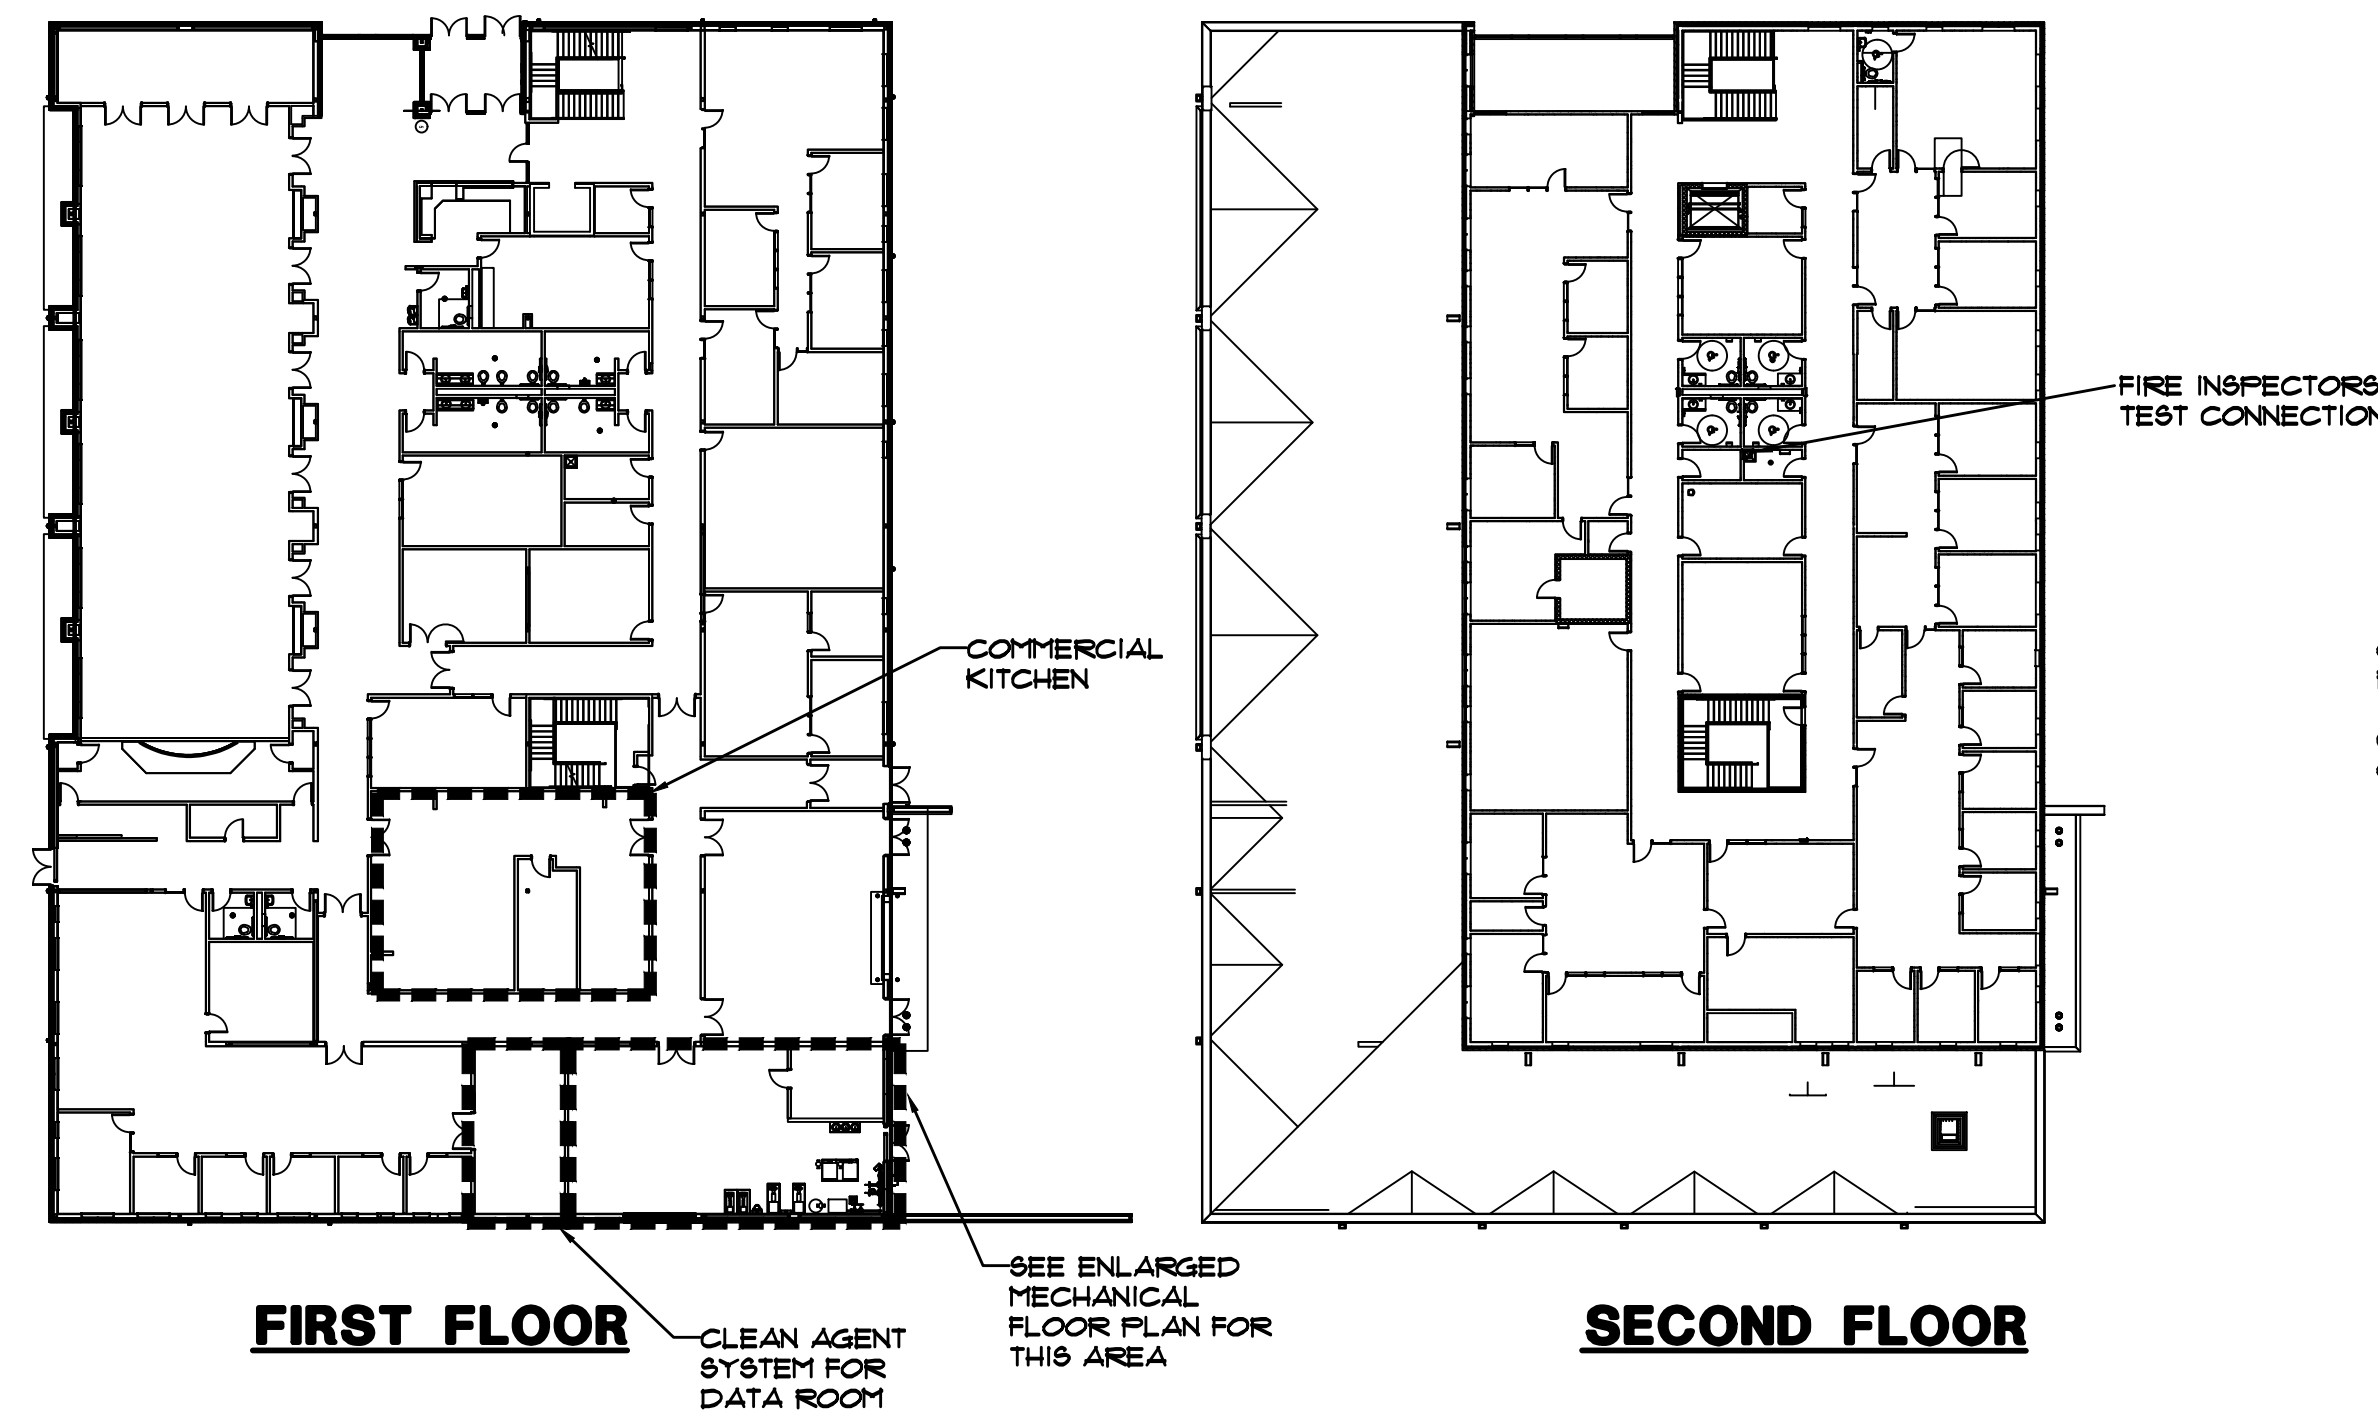 FIRE INSPECTORS
TEST CONNECTION
COMMERCIAL
KITCHEN
SEE ENLARGED
MECHANICAL
FLOOR PLAN FOR
THIS AREA
CLEAN AGENT
SYSTEM FOR
DATA ROOM
FIRST FLOOR
SECOND FLOOR